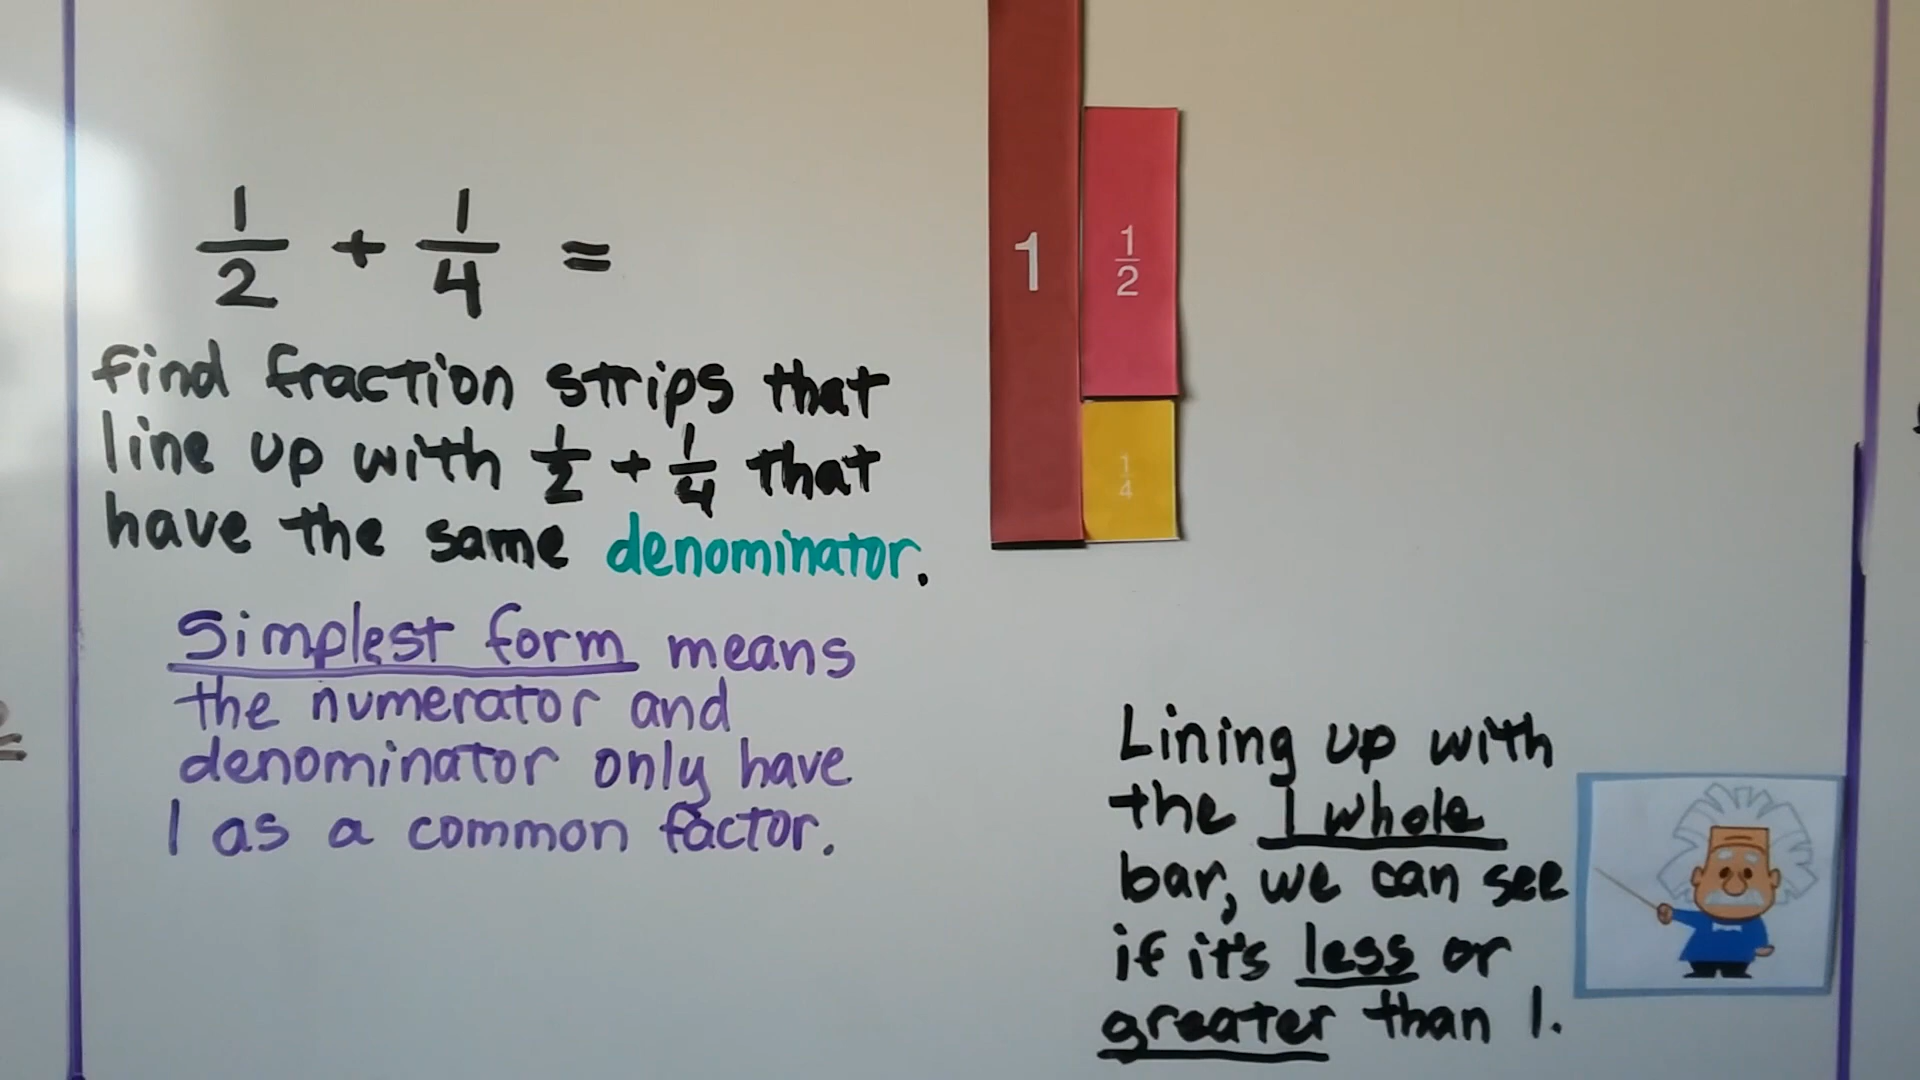 1/2 + 1/4 =
find fraction strips that
line up with 1/2 + 1/4 that
have the same denominator.
Simplest form means
the numerator and
denominator only have
1 as a common factor.
1
1/2
1/4
Lining up with
the 1 whole
bar, we can see
if it's less or
greater than 1.